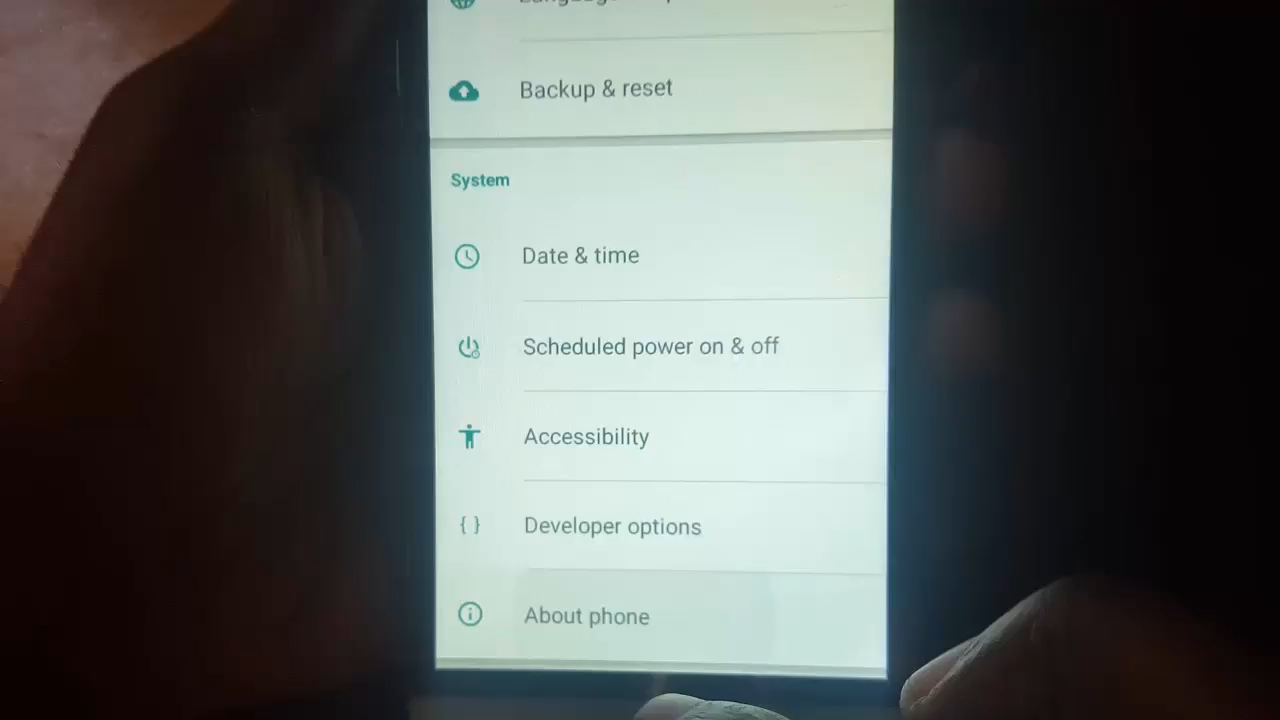 Backup & reset
System
Date & time
Scheduled power on & off
Accessibility
Developer options
About phone